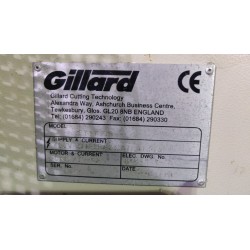 Gillard
CE
Gillard Cutting Technology
Alexandra Way, Ashchurch Business Centre,
Tewkesbury, Glos. GL20 8NB ENGLAND
Tel: (01684) 290243 Fax: (01684) 290330
MODEL
SUPPLY & CURRENT
MOTOR & CURRENT ELEC. DWG. No.
SER. No. DATE